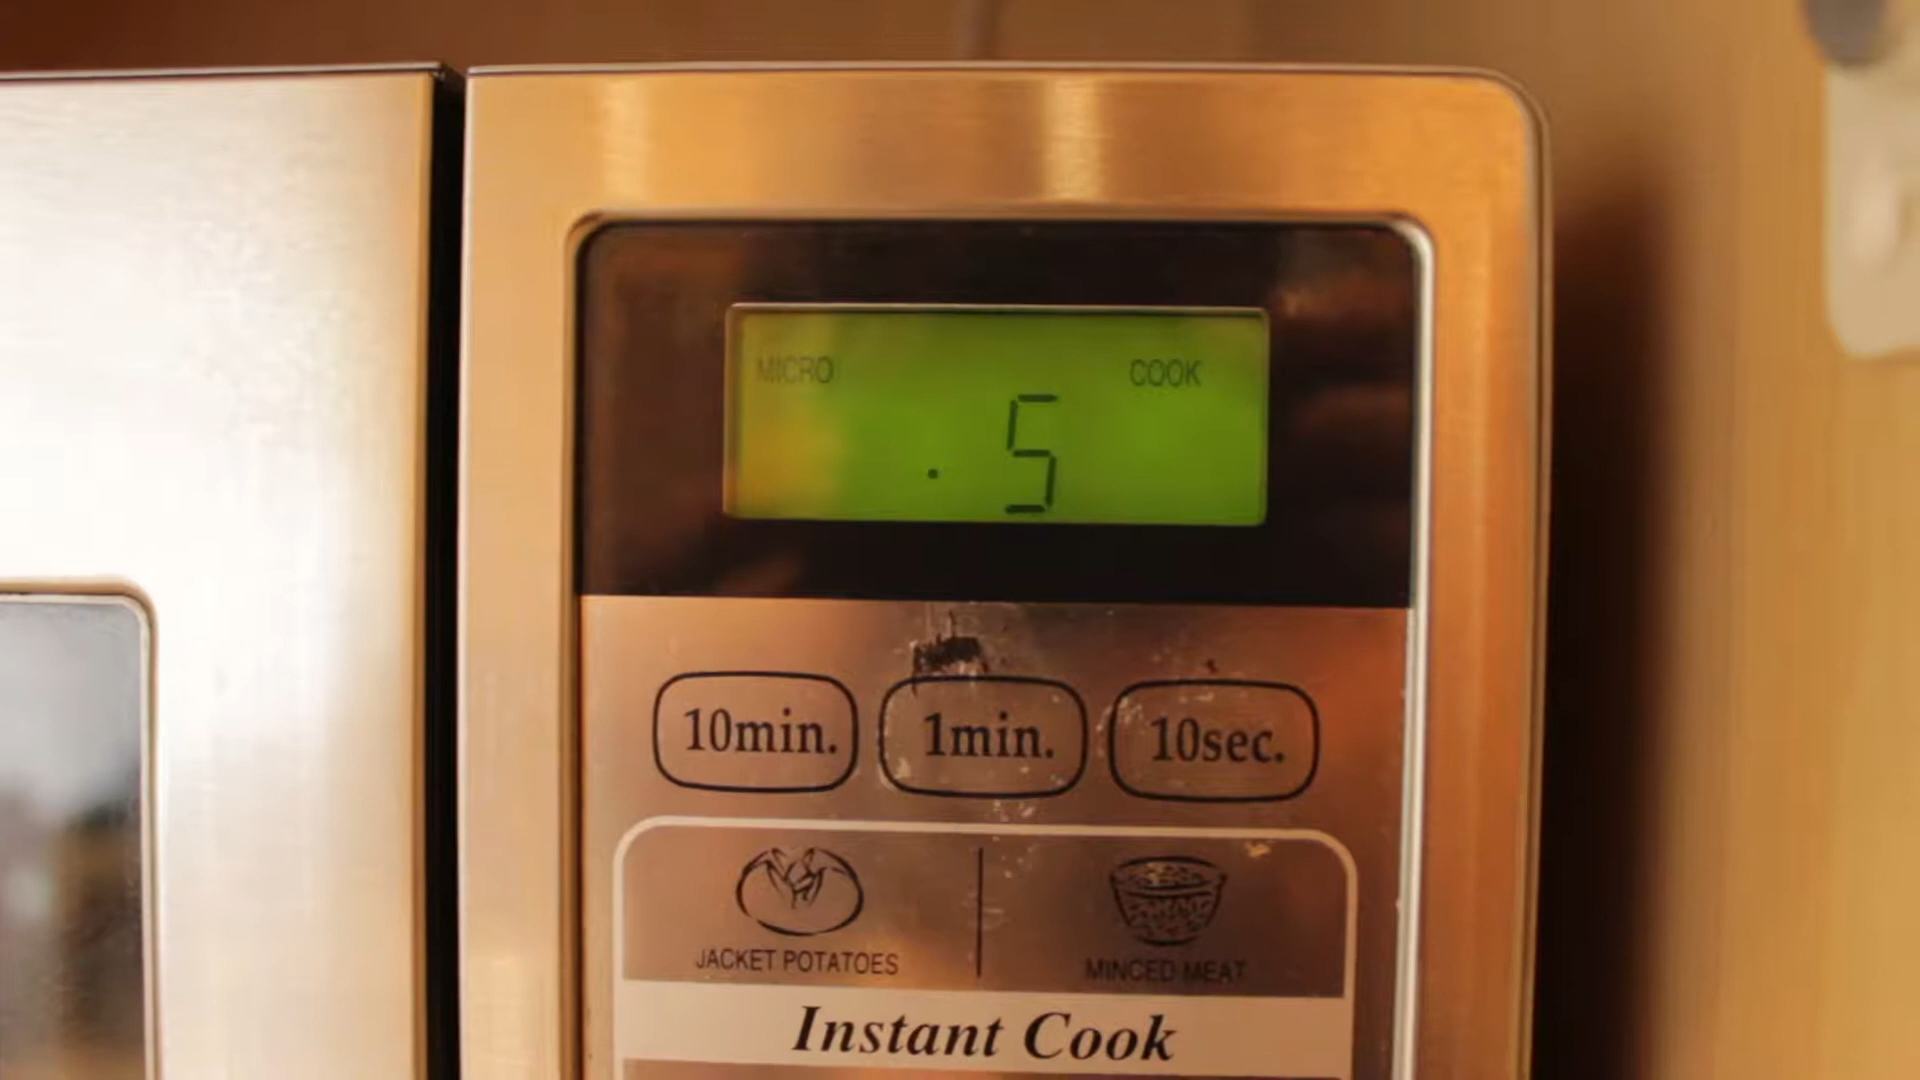 MICRO COOK
. 5
10min. 1min. 10sec.
JACKET POTATOES MINCED MEAT
Instant Cook